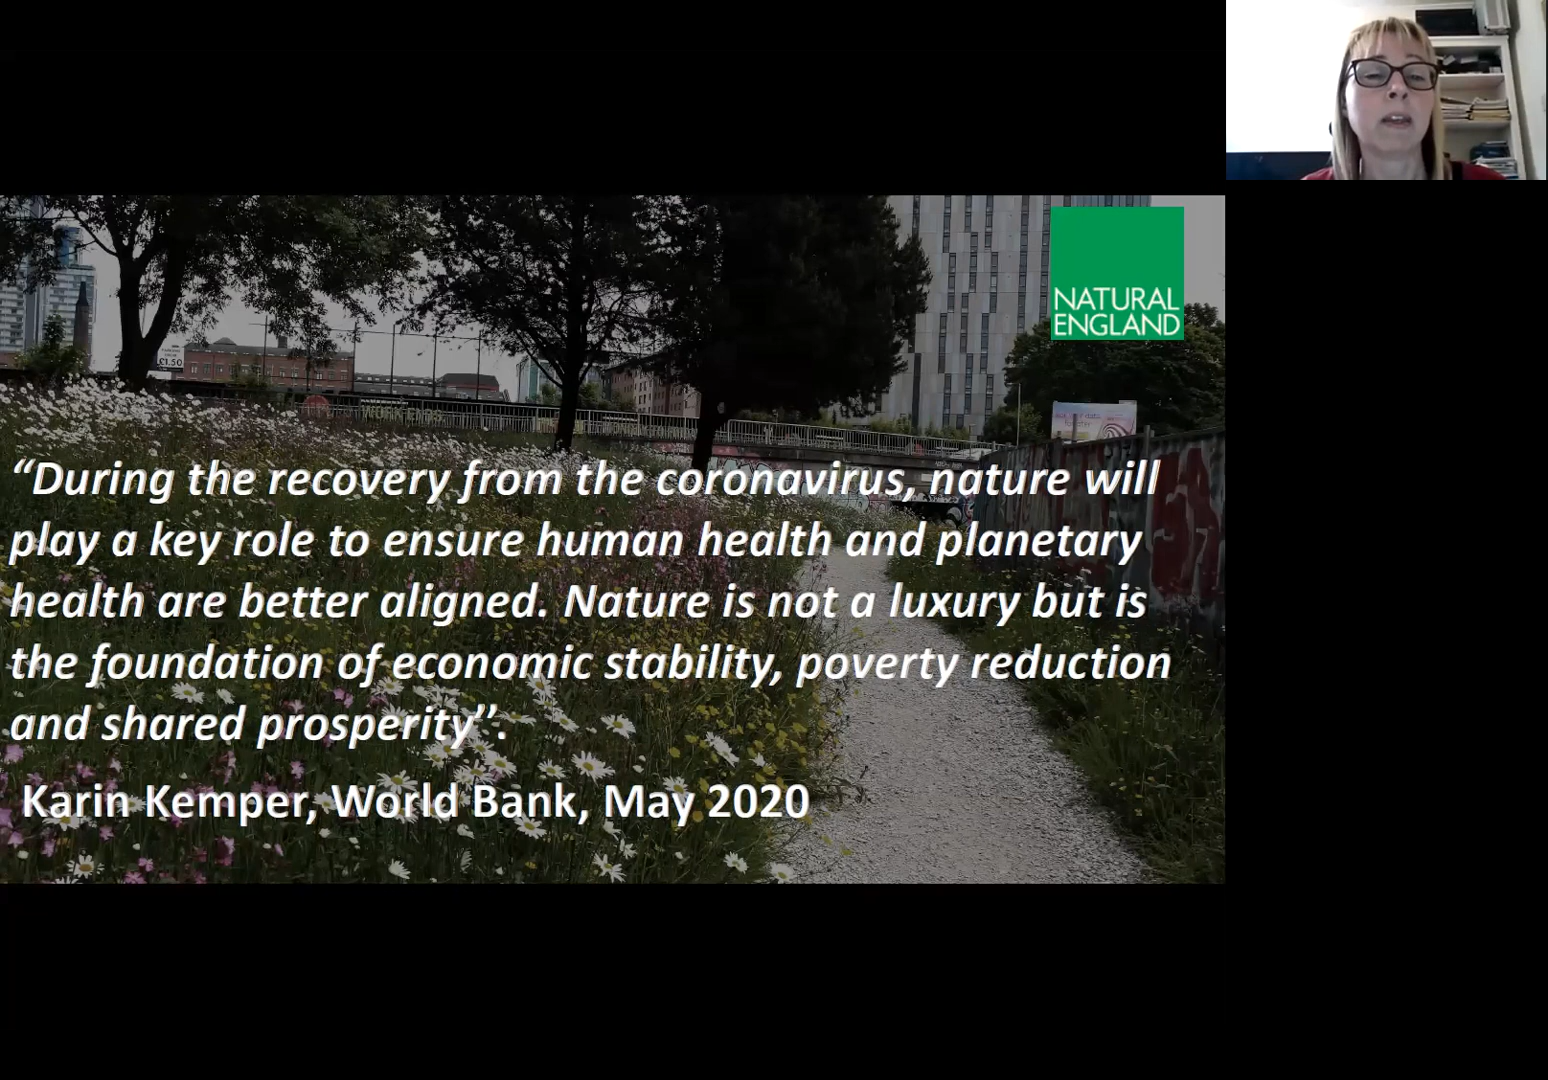 NATURAL
ENGLAND
£1.50
“During the recovery from the coronavirus, nature will
play a key role to ensure human health and planetary
health are better aligned. Nature is not a luxury but is
the foundation of economic stability, poverty reduction
and shared prosperity”.
Karin Kemper, World Bank, May 2020